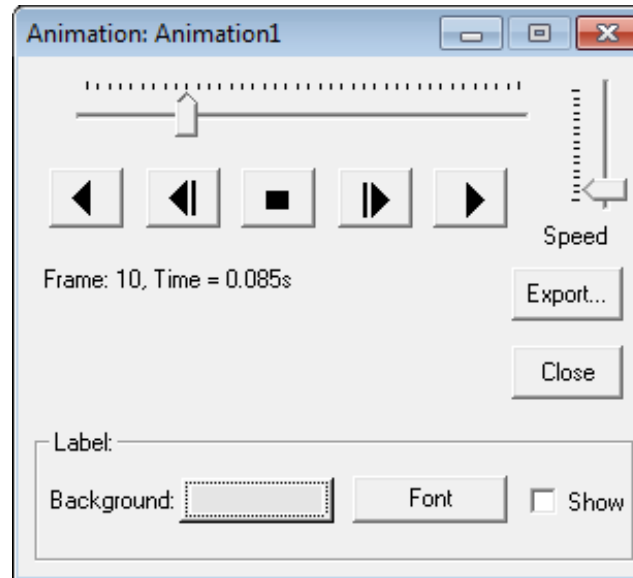 Animation: Animation1
Speed
Frame: 10, Time = 0.085s
Export...
Close
Label:
Background:
Font
Show